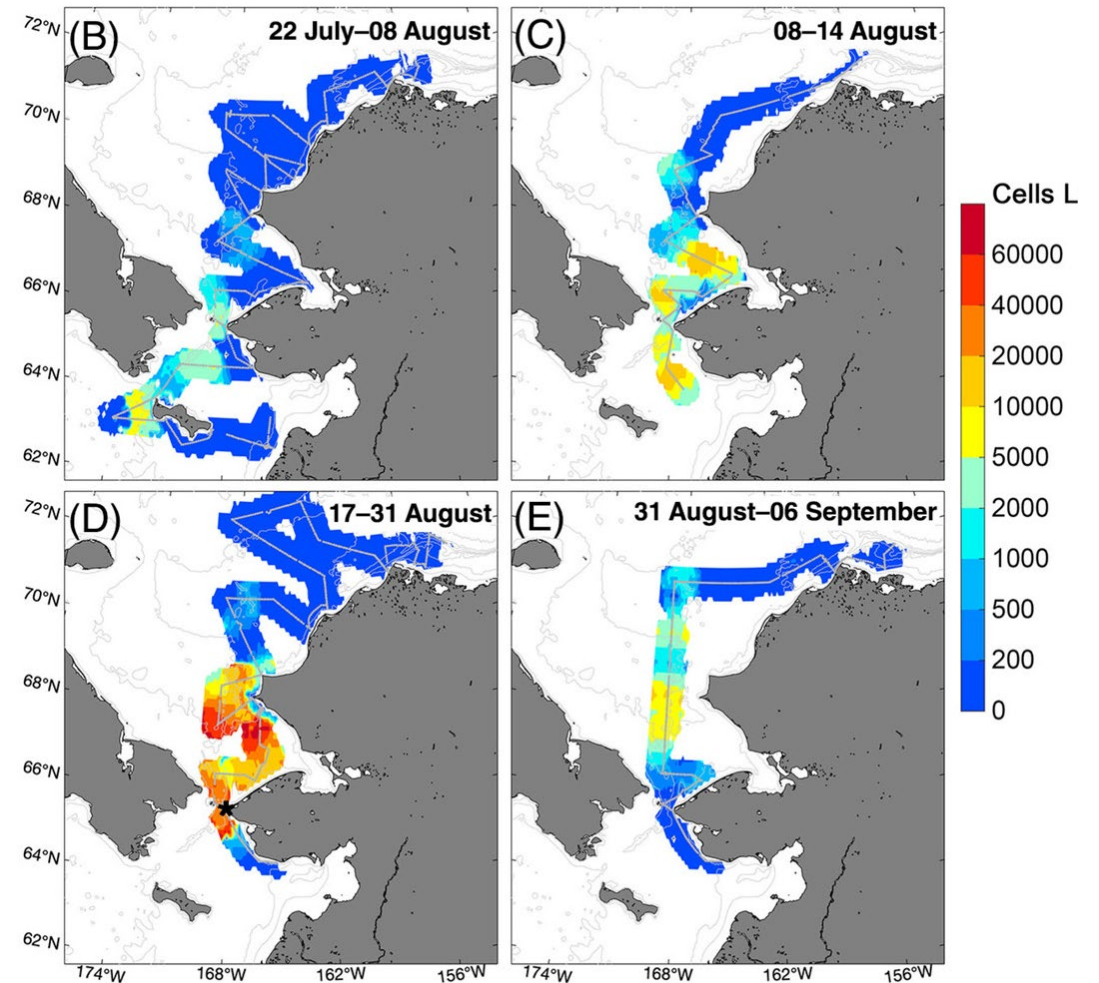 (B) 22 July–08 August
(C) 08–14 August
72°N
70°N
68°N
66°N
64°N
62°N
Cells L
60000
40000
20000
10000
5000
2000
1000
500
200
0
(D) 17–31 August
(E) 31 August–06 September
72°N
70°N
68°N
66°N
64°N
62°N
174°W 168°W 162°W 156°W
174°W 168°W 162°W 156°W